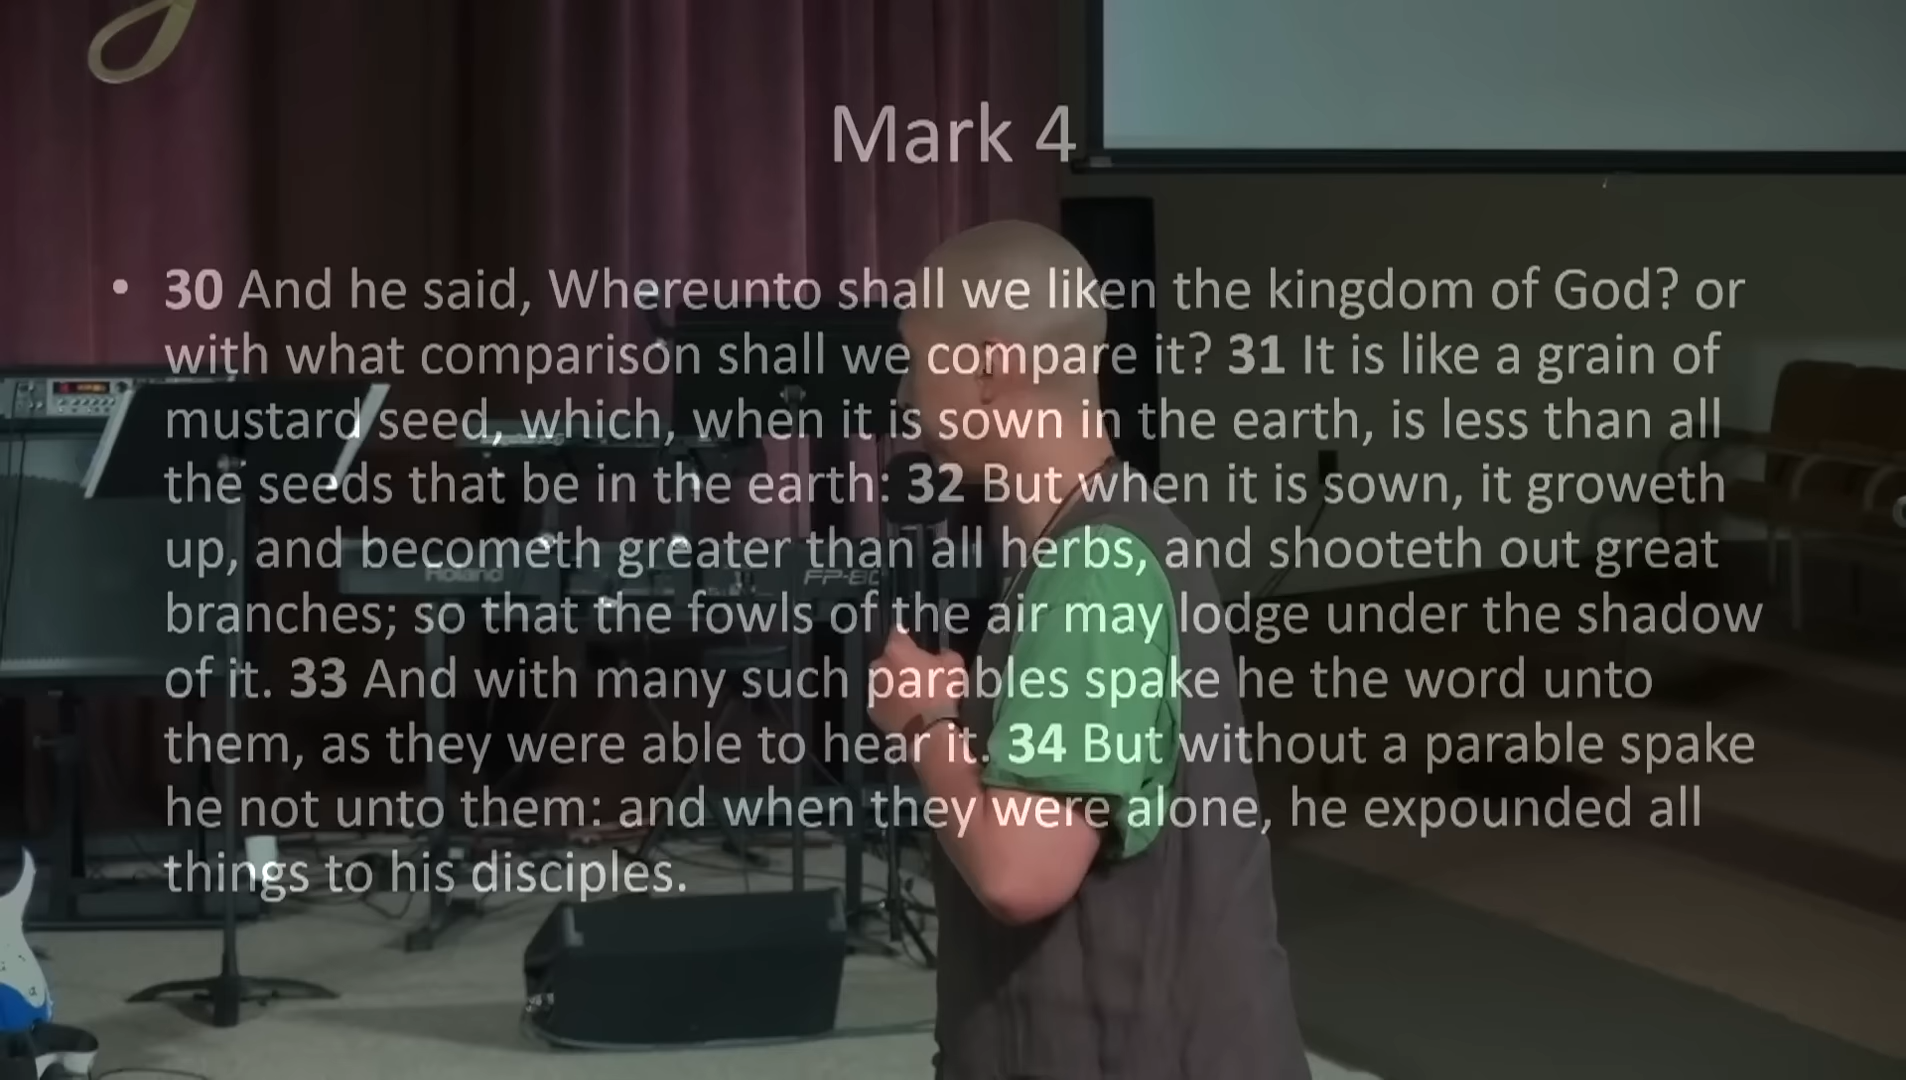 Mark 4
• 30 And he said, Whereunto shall we liken the kingdom of God? or
with what comparison shall we compare it? 31 It is like a grain of
mustard seed, which, when it is sown in the earth, is less than all
the seeds that be in the earth: 32 But when it is sown, it groweth
up, and becometh greater than all herbs, and shooteth out great
Roland FP-80
branches; so that the fowls of the air may lodge under the shadow
of it. 33 And with many such parables spake he the word unto
them, as they were able to hear it. 34 But without a parable spake
he not unto them: and when they were alone, he expounded all
things to his disciples.